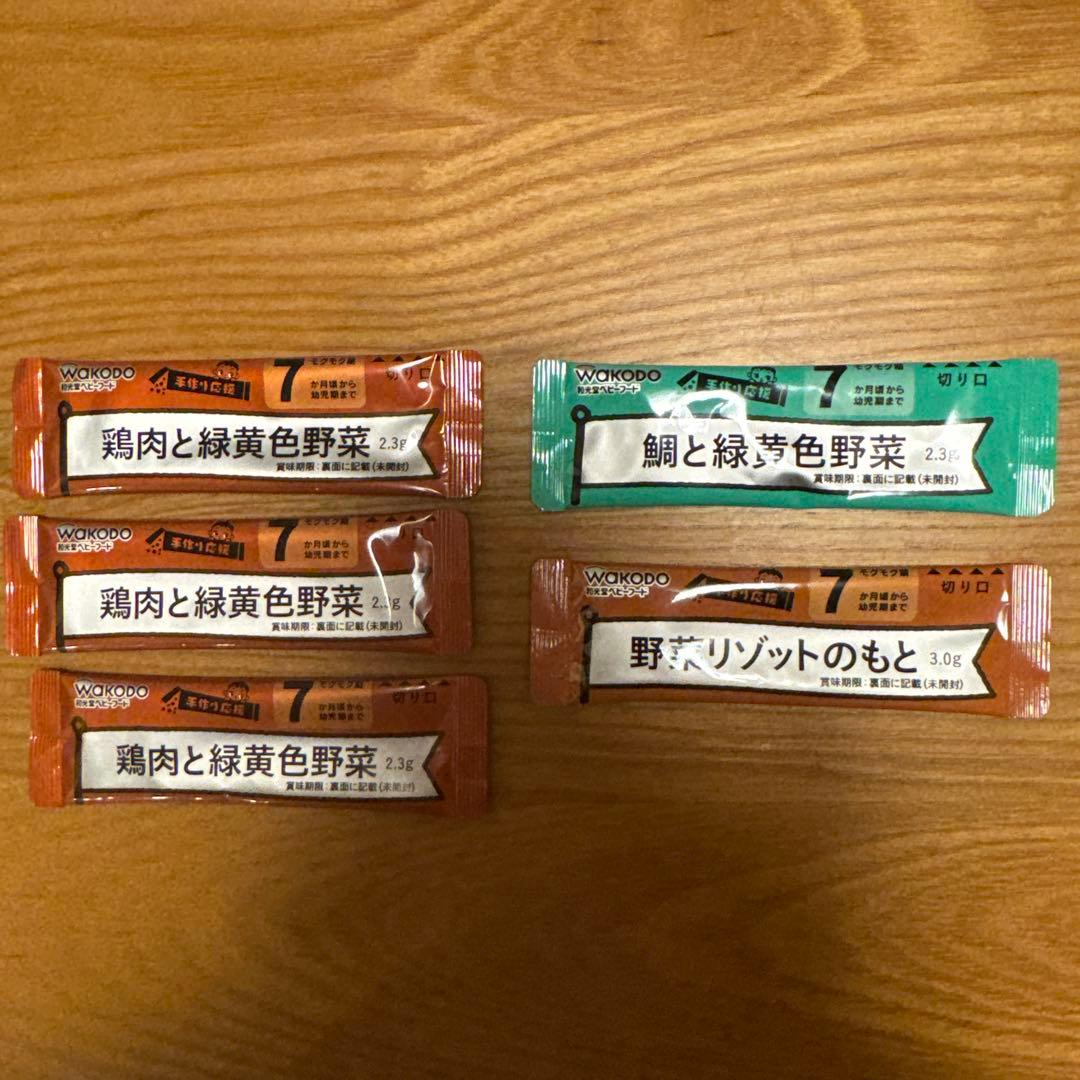 WAKODO
和光堂ベビーフード
手作り応援
7
モグモグ期
か月頃から
幼児期まで
切り口
鶏肉と緑黄色野菜 2.3g
賞味期限:裏面に記載(未開封)
WAKODO
和光堂ベビーフード
手作り応援
7
モグモグ期
か月頃から
幼児期まで
鶏肉と緑黄色野菜 2.3g
賞味期限:裏面に記載(未開封)
WAKODO
和光堂ベビーフード
手作り応援
7
モグモグ期
か月頃から
幼児期まで
切り口
鶏肉と緑黄色野菜 2.3g
賞味期限:裏面に記載(未開封)
WAKODO
和光堂ベビーフード
手作り応援
7
モグモグ期
か月頃から
幼児期まで
切り口
鯛と緑黄色野菜 2.3g
賞味期限:裏面に記載(未開封)
WAKODO
和光堂ベビーフード
手作り応援
7
モグモグ期
か月頃から
幼児期まで
切り口
野菜リゾットのもと 3.0g
賞味期限:裏面に記載(未開封)